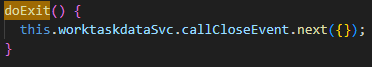 doExit() {
this.worktaskdataSvc.callCloseEvent.next({});
}